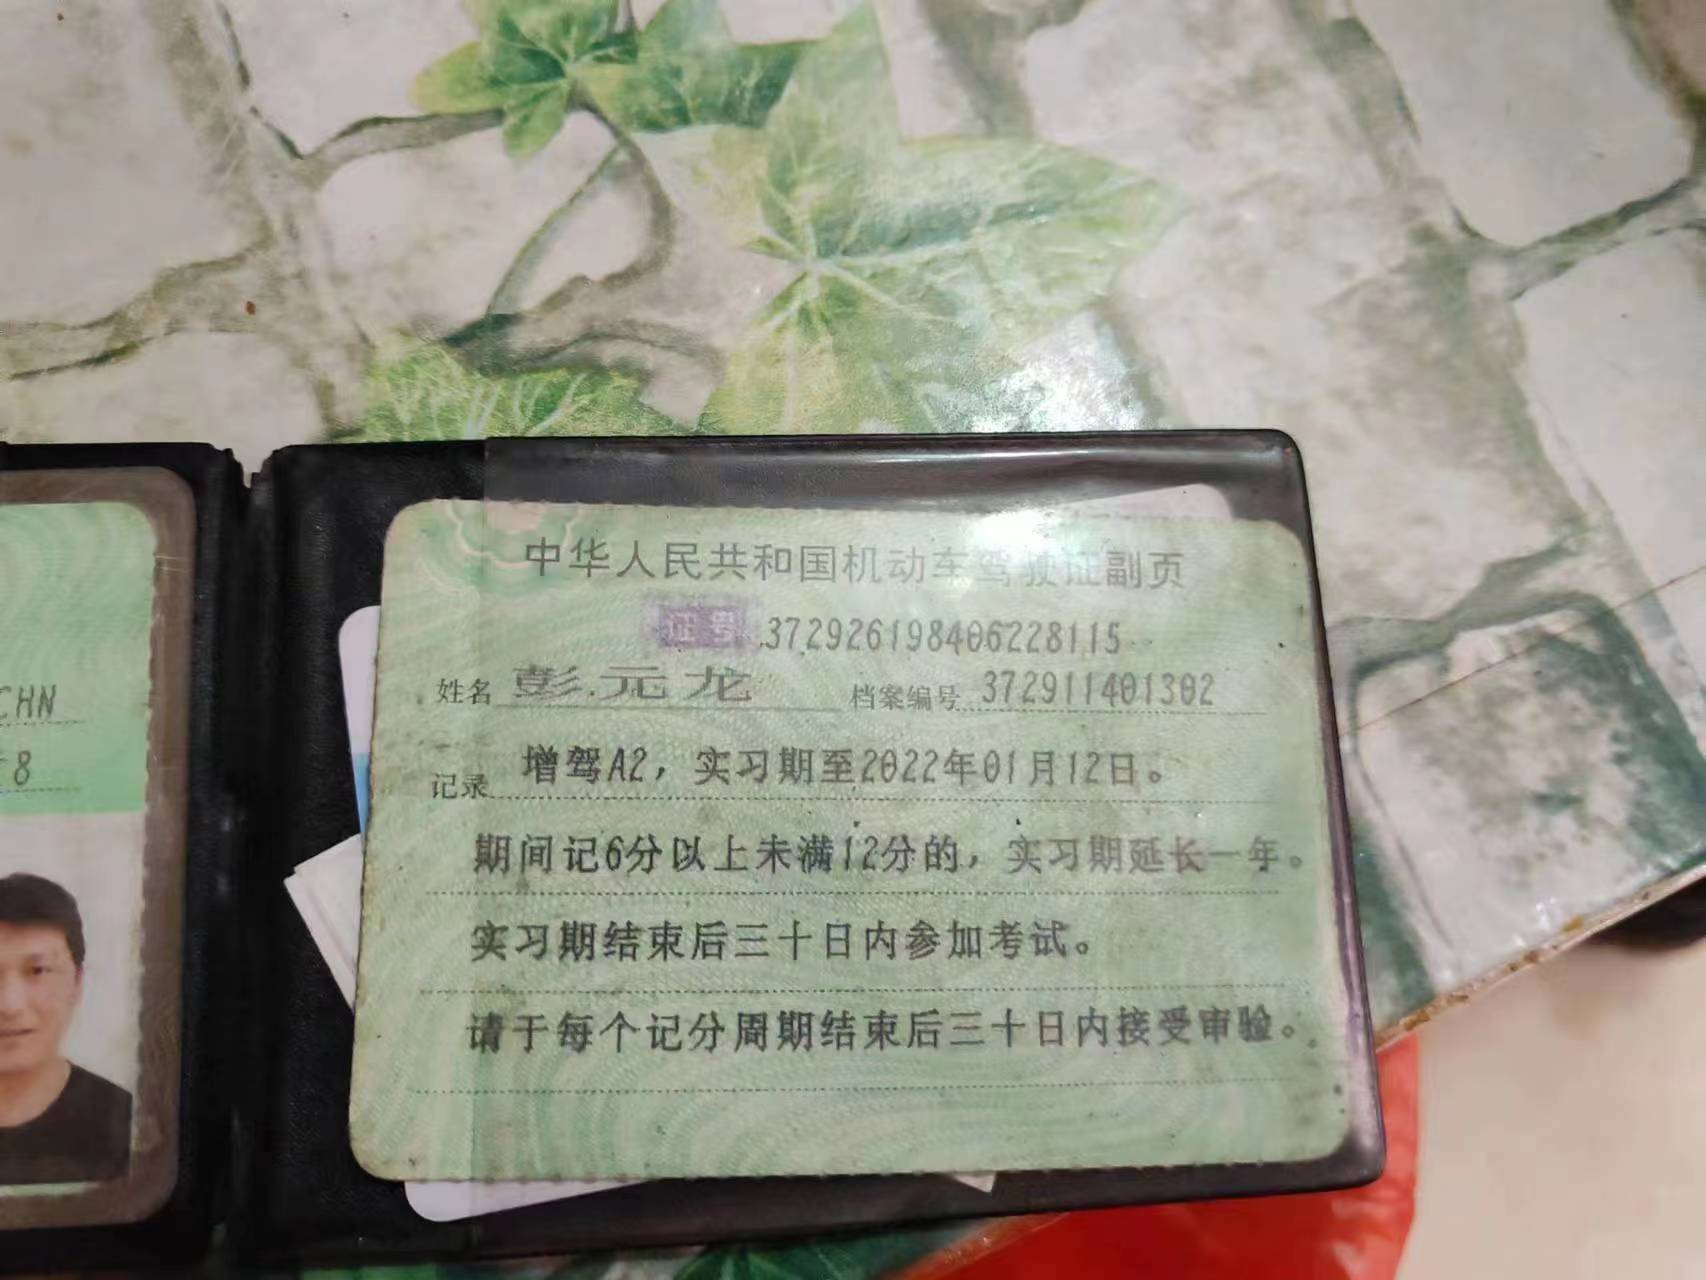 CHN
8
中华人民共和国机动车驾驶证副页
证号 372926198406228115
姓名 彭元龙 档案编号 372911401302
记录 增驾A2，实习期至2022年01月12日。
期间记6分以上未满12分的，实习期延长一年。
实习期结束后三十日内参加考试。
请于每个记分周期结束后三十日内接受审验。